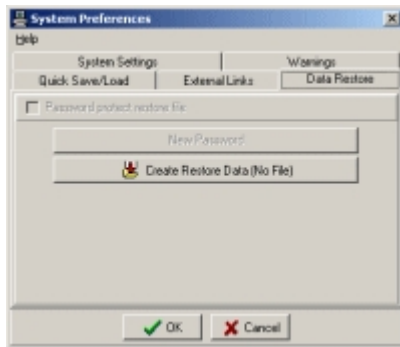 System Preferences
Help
System Settings Warnings
Quick Save/Load External Links Data Restore
Password protect restore file
New Password
Create Restore Data (No File)
OK Cancel